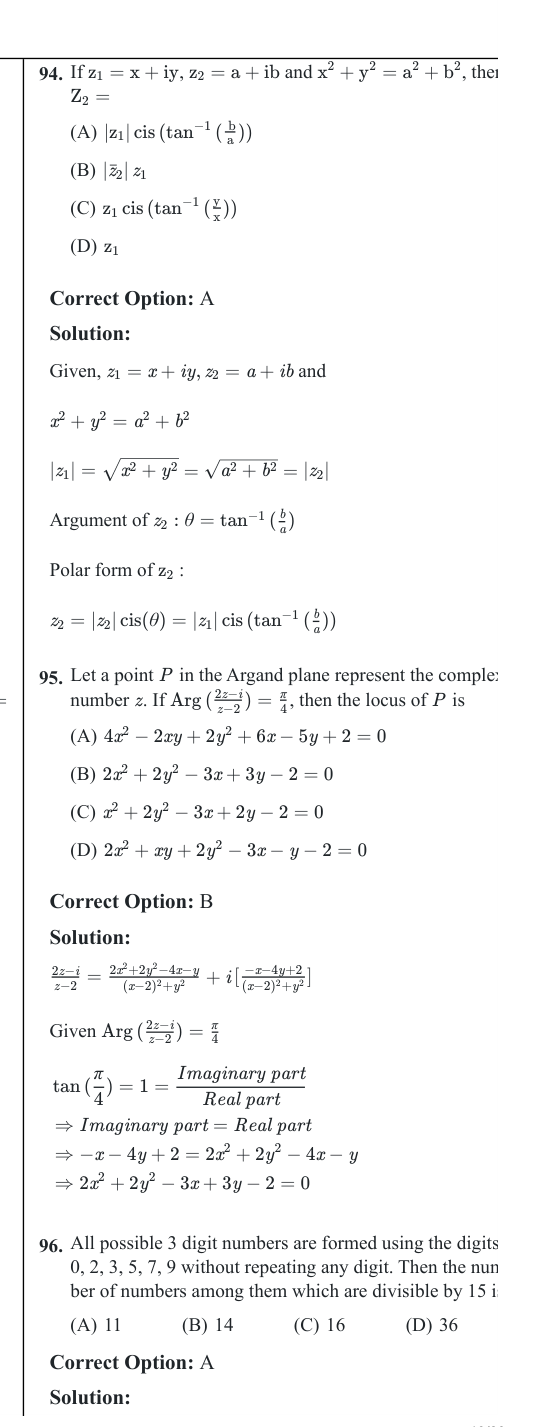 94. If z₁ = x + iy, z₂ = a + ib and x² + y² = a² + b², then
Z₂ =
(A) |z₁| cis (tan⁻¹ (b/a))
(B) |z̄₂| z₁
(C) z₁ cis (tan⁻¹ (y/x))
(D) z₁
Correct Option: A
Solution:
Given, z₁ = x + iy, z₂ = a + ib and
x² + y² = a² + b²
|z₁| = √(x² + y²) = √(a² + b²) = |z₂|
Argument of z₂ : θ = tan⁻¹ (b/a)
Polar form of z₂ :
z₂ = |z₂| cis(θ) = |z₁| cis (tan⁻¹ (b/a))
95. Let a point P in the Argand plane represent the complex
number z. If Arg ((2z−i)/(z−2)) = π/4, then the locus of P is
(A) 4x² − 2xy + 2y² + 6x − 5y + 2 = 0
(B) 2x² + 2y² − 3x + 3y − 2 = 0
(C) x² + 2y² − 3x + 2y − 2 = 0
(D) 2x² + xy + 2y² − 3x − y − 2 = 0
Correct Option: B
Solution:
(2z−i)/(z−2) = (2x²+2y²−4x−y)/((x−2)²+y²) + i[(−x−4y+2)/((x−2)²+y²)]
Given Arg ((2z−i)/(z−2)) = π/4
tan (π/4) = 1 = Imaginary part/Real part
⇒ Imaginary part = Real part
⇒ −x − 4y + 2 = 2x² + 2y² − 4x − y
⇒ 2x² + 2y² − 3x + 3y − 2 = 0
96. All possible 3 digit numbers are formed using the digits
0, 2, 3, 5, 7, 9 without repeating any digit. Then the num
ber of numbers among them which are divisible by 15 i
(A) 11 (B) 14 (C) 16 (D) 36
Correct Option: A
Solution: